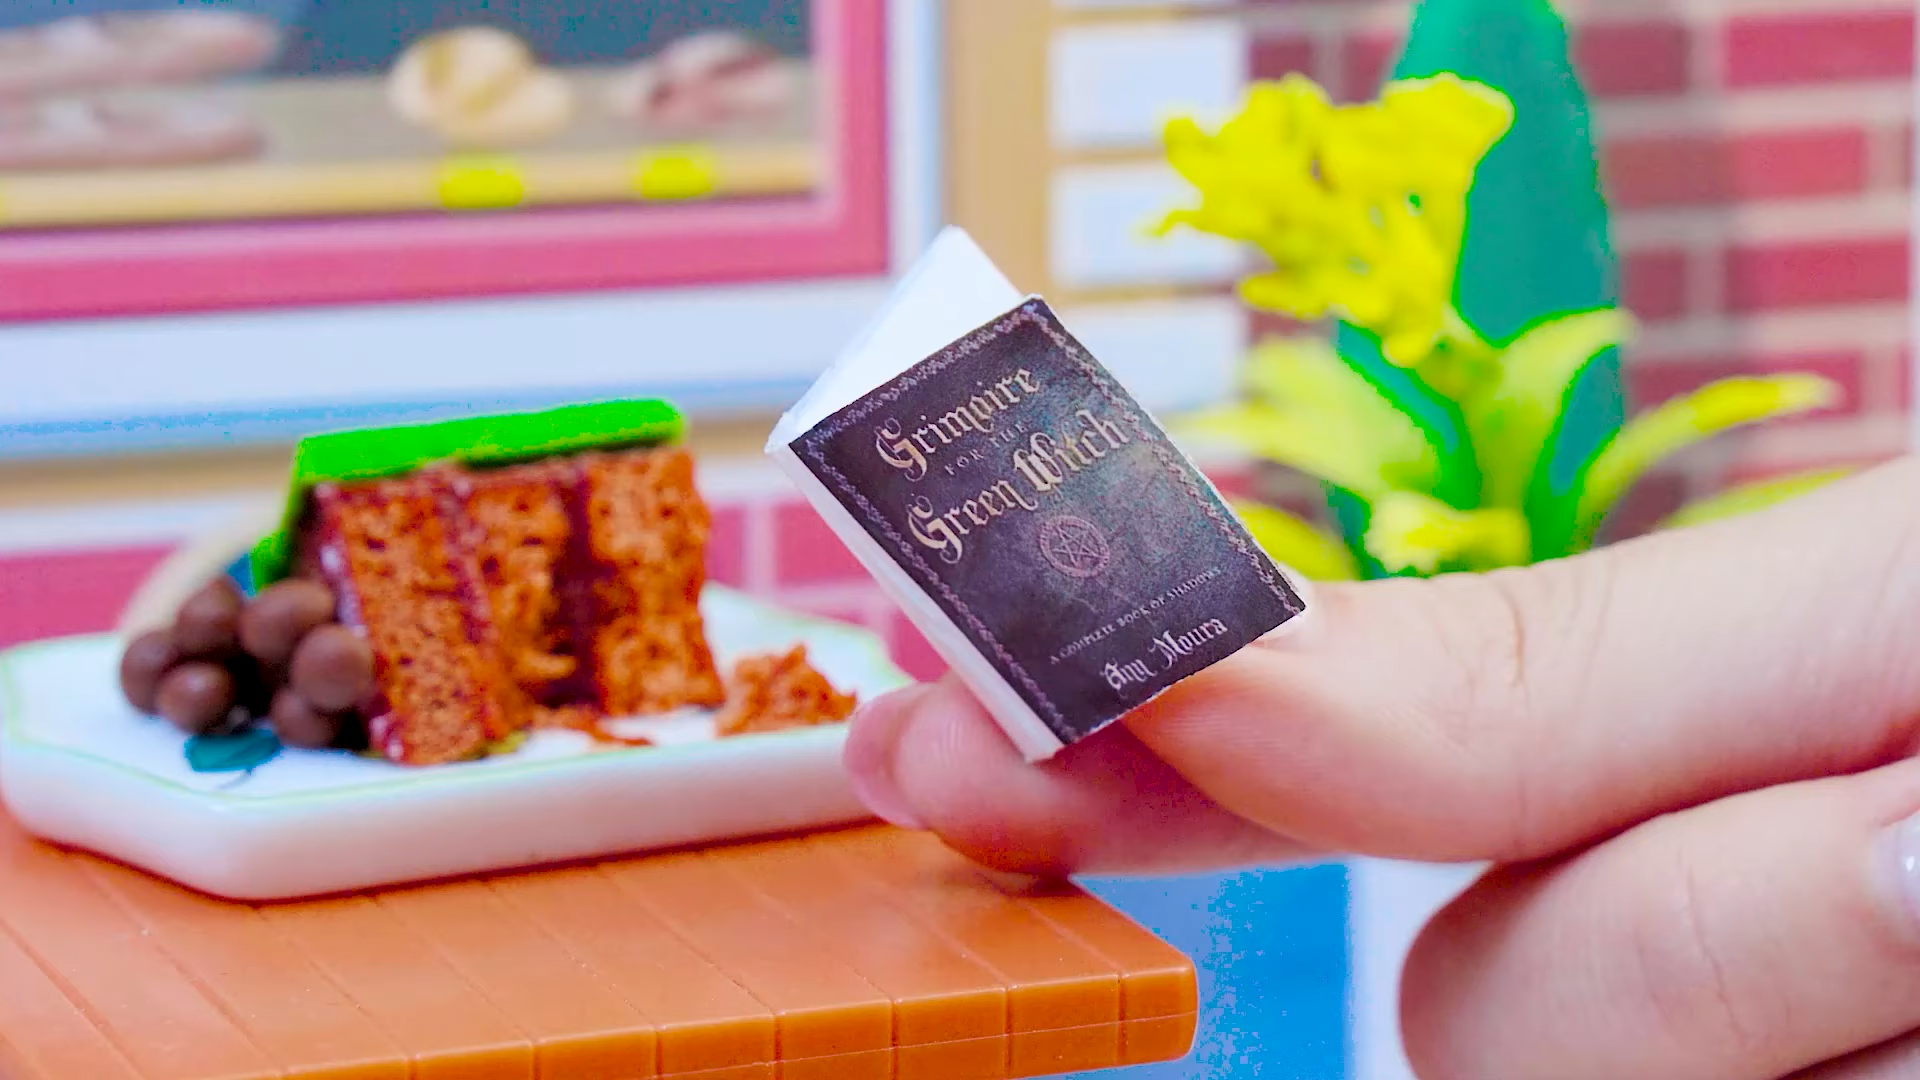 Grimoire
FOR THE
Green Witch
A COMPLETE BOOK OF SHADOWS
Ann Moura